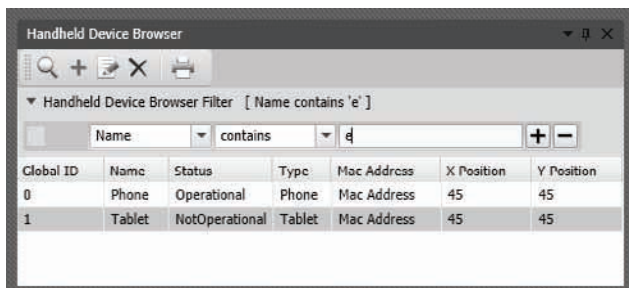 Handheld Device Browser
Handheld Device Browser Filter [ Name contains 'e' ]
Name contains e
Global ID Name Status Type Mac Address X Position Y Position
0 Phone Operational Phone Mac Address 45 45
1 Tablet NotOperational Tablet Mac Address 45 45